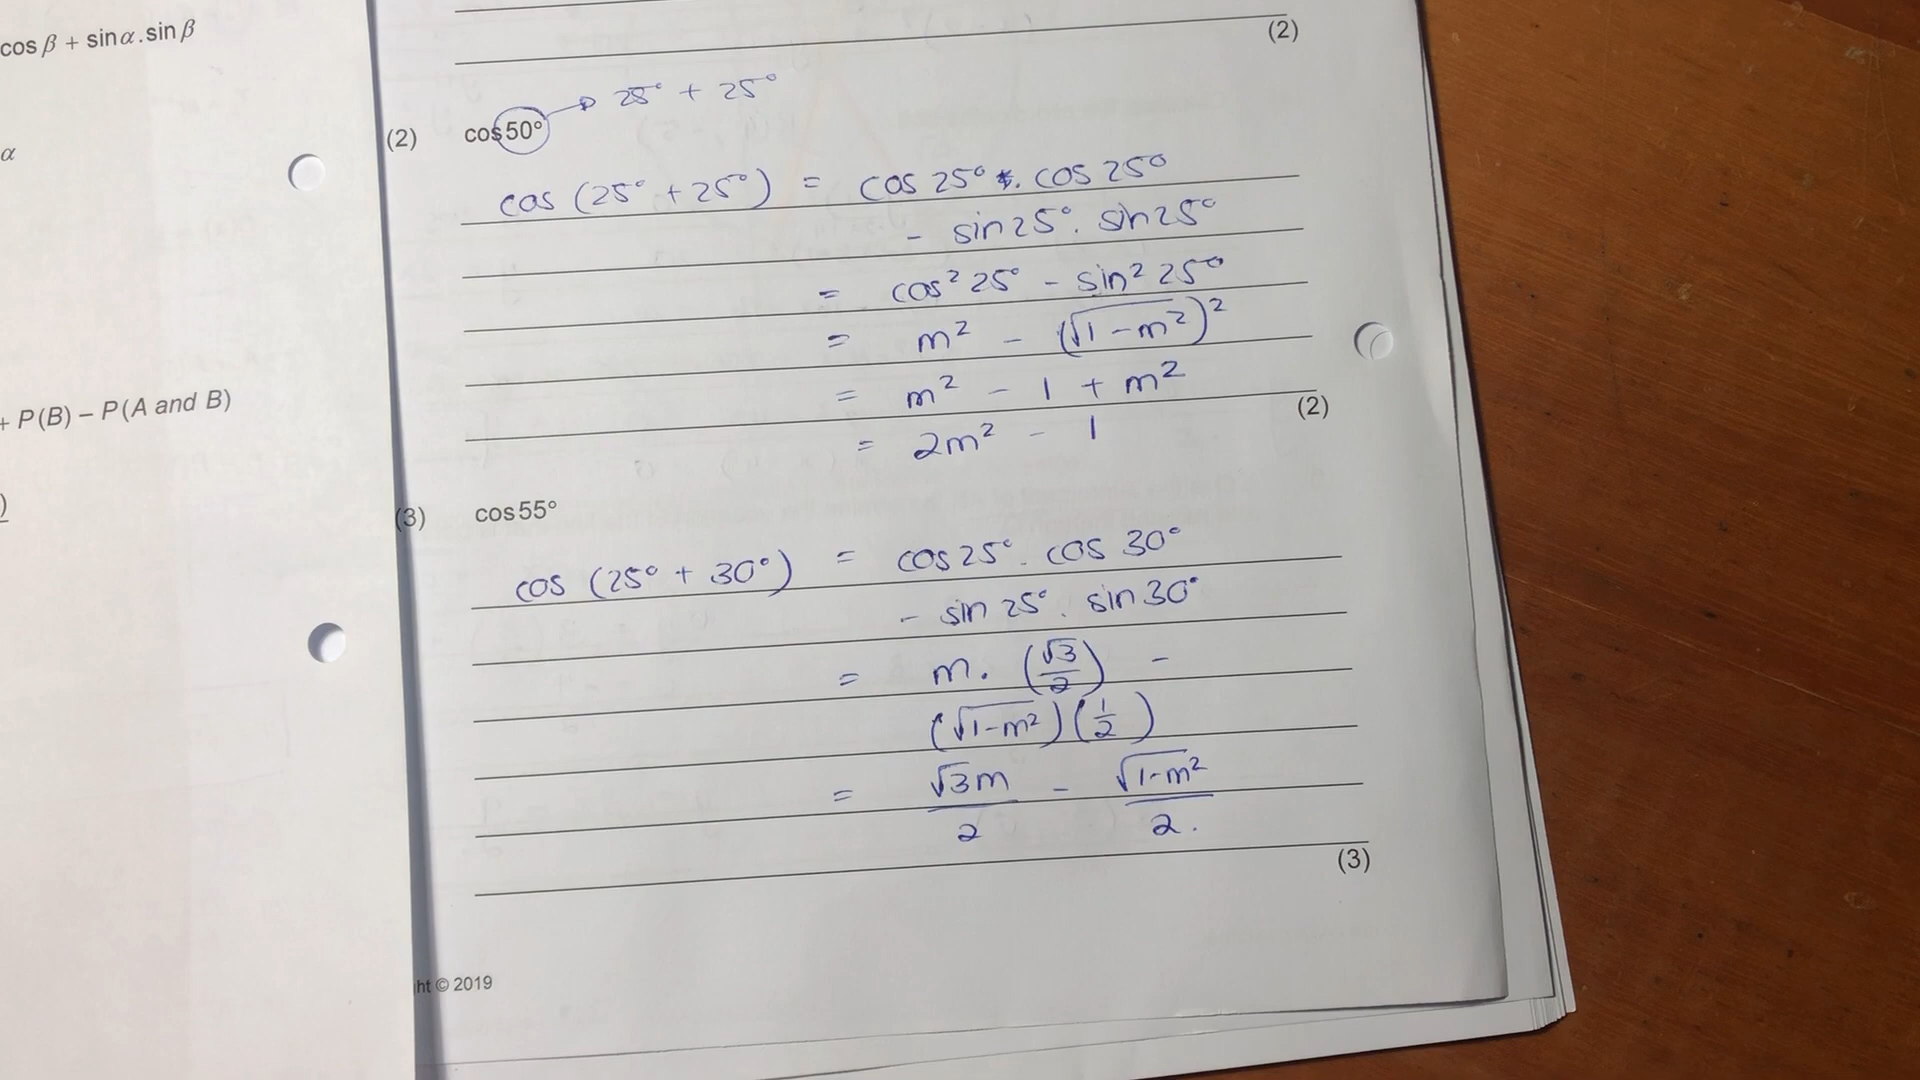 cos β + sin α . sin β
α
+ P(B) – P(A and B)
)
(2)
25° + 25°
(2) cos 50°
cos (25° + 25°) = cos 25° . cos 25°
- sin 25° . sin 25°
= cos² 25° - sin² 25°
= m² - (√1-m²)²
= m² - 1 + m²
(2)
= 2m² - 1
(3) cos 55°
cos (25° + 30°) = cos 25° . cos 30°
- sin 25° . sin 30°
= m . (√3/2) -
(√1-m²)(1/2)
= √3m/2 - √1-m²/2.
(3)
ht © 2019